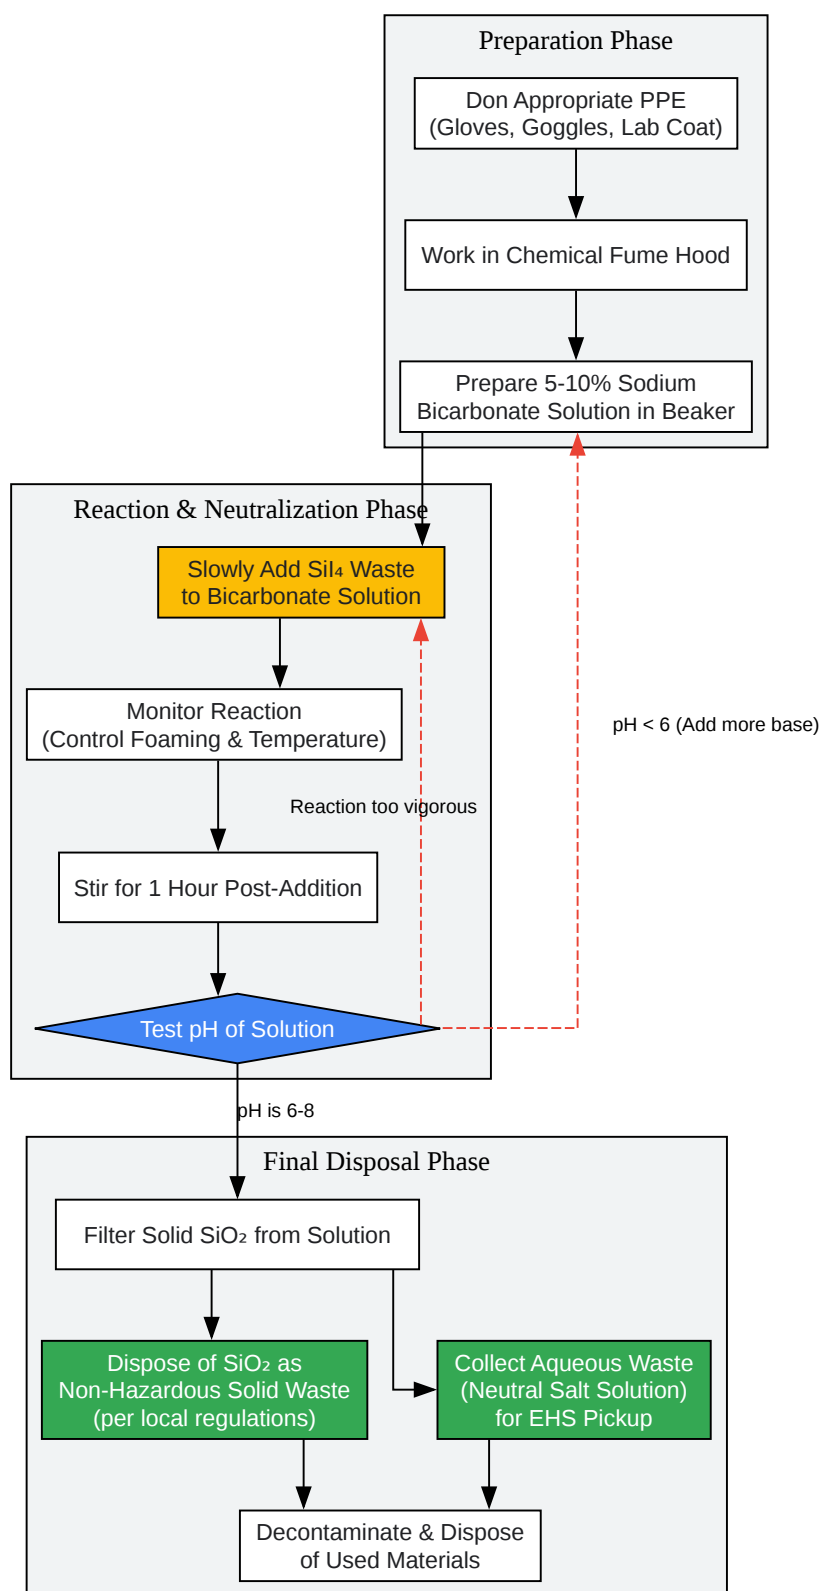 Preparation Phase
Don Appropriate PPE
(Gloves, Goggles, Lab Coat)
Work in Chemical Fume Hood
Prepare 5-10% Sodium
Bicarbonate Solution in Beaker
Reaction & Neutralization Phase
Slowly Add SiI₄ Waste
to Bicarbonate Solution
Monitor Reaction
(Control Foaming & Temperature)
pH < 6 (Add more base)
Reaction too vigorous
Stir for 1 Hour Post-Addition
Test pH of Solution
pH is 6-8
Final Disposal Phase
Filter Solid SiO₂ from Solution
Dispose of SiO₂ as
Non-Hazardous Solid Waste
(per local regulations)
Collect Aqueous Waste
(Neutral Salt Solution)
for EHS Pickup
Decontaminate & Dispose
of Used Materials